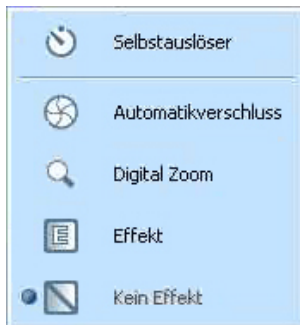 Selbstauslöser
Automatikverschluss
Digital Zoom
E
Effekt
Kein Effekt